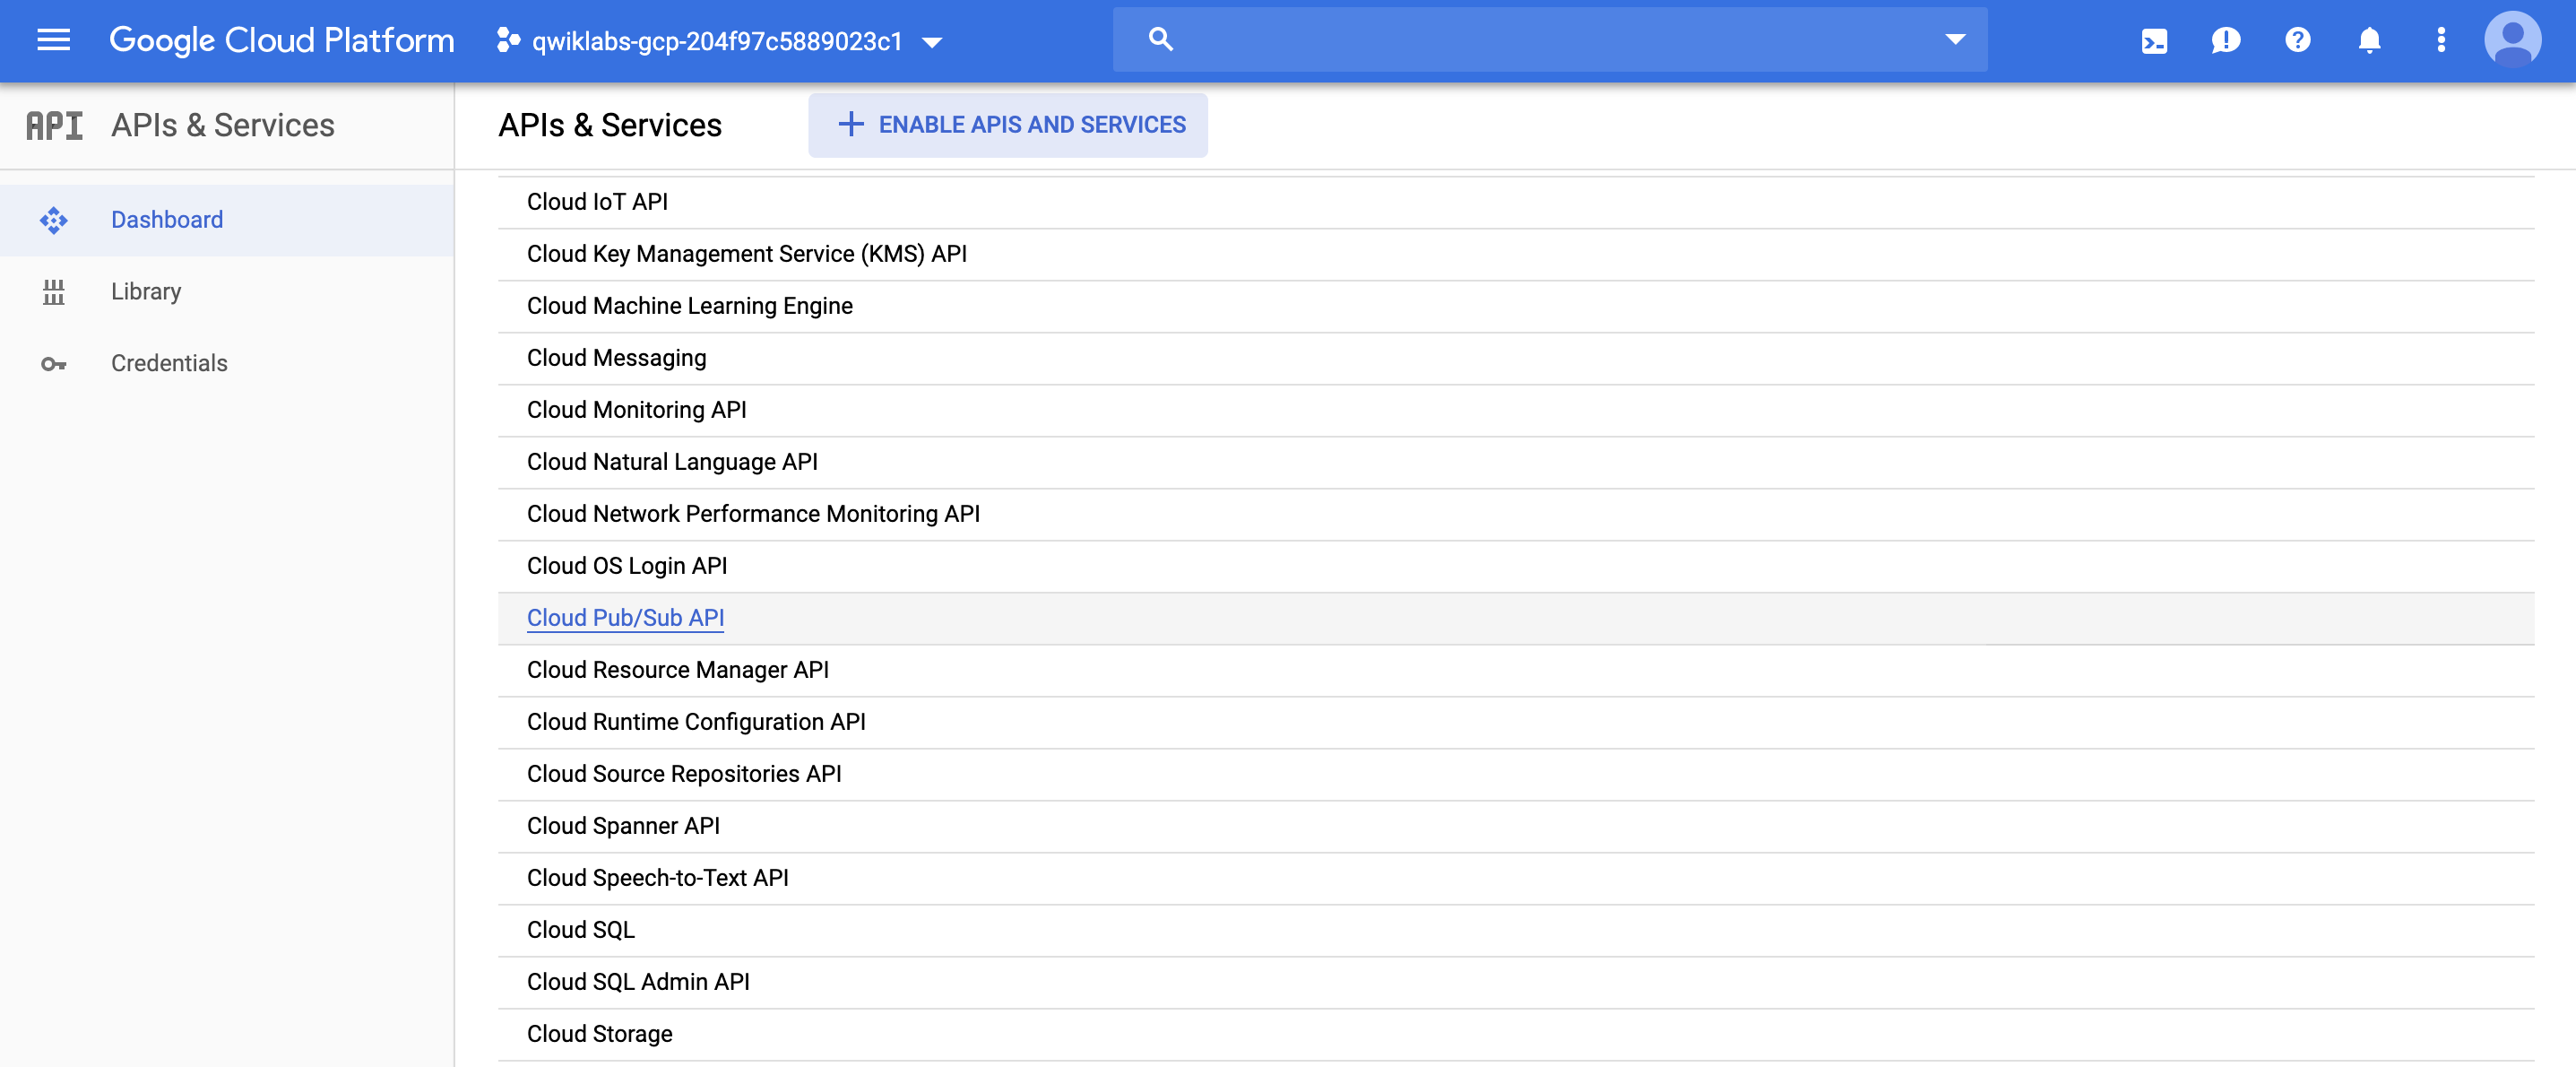 Google Cloud Platform
qwiklabs-gcp-204f97c5889023c1
API APIs & Services
APIs & Services
ENABLE APIS AND SERVICES
Dashboard
Library
Credentials
Cloud IoT API
Cloud Key Management Service (KMS) API
Cloud Machine Learning Engine
Cloud Messaging
Cloud Monitoring API
Cloud Natural Language API
Cloud Network Performance Monitoring API
Cloud OS Login API
Cloud Pub/Sub API
Cloud Resource Manager API
Cloud Runtime Configuration API
Cloud Source Repositories API
Cloud Spanner API
Cloud Speech-to-Text API
Cloud SQL
Cloud SQL Admin API
Cloud Storage